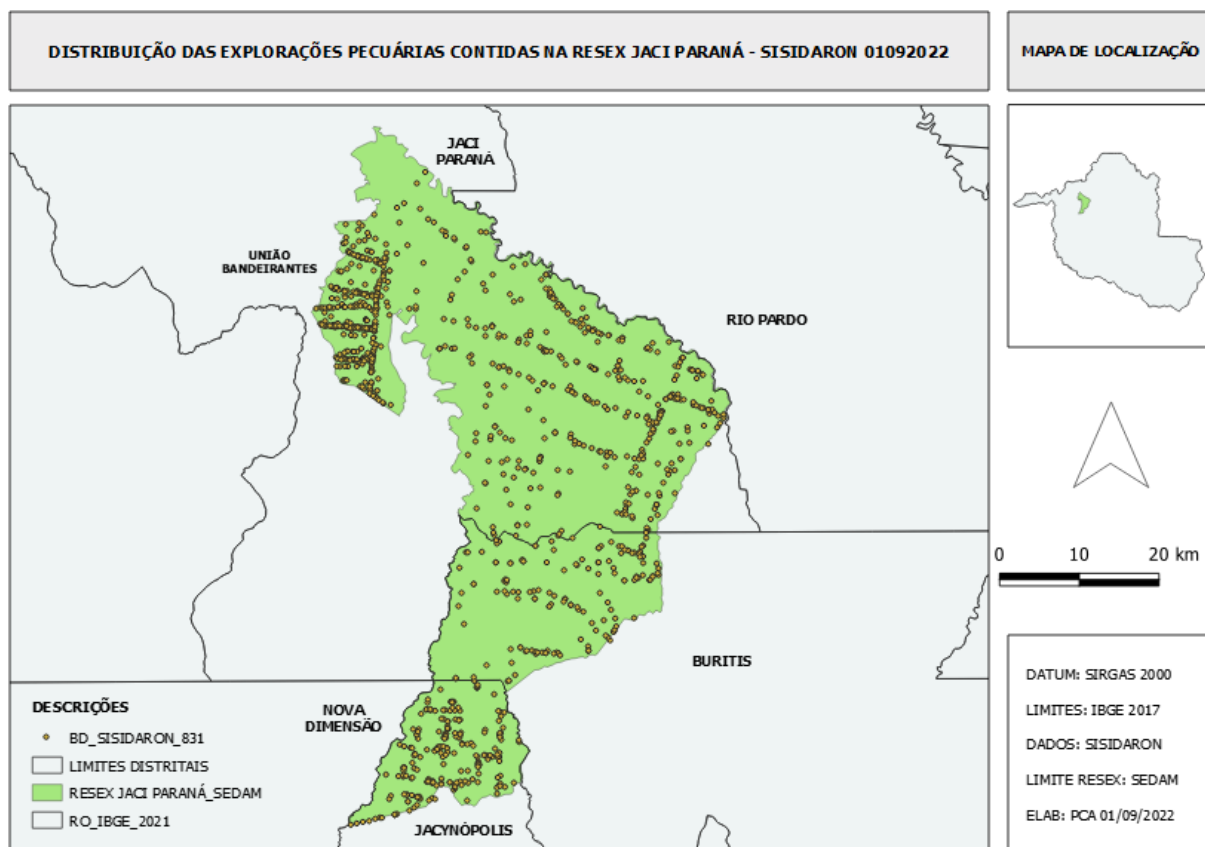 DISTRIBUIÇÃO DAS EXPLORAÇÕES PECUÁRIAS CONTIDAS NA RESEX JACI PARANÁ - SISIDARON 01092022
MAPA DE LOCALIZAÇÃO
JACI
PARANÁ
UNIÃO
BANDEIRANTES
RIO PARDO
BURITIS
NOVA
DIMENSÃO
JACYNÓPOLIS
DESCRIÇÕES
BD_SISIDARON_831
LIMITES DISTRITAIS
RESEX JACI PARANÁ_SEDAM
RO_IBGE_2021
0 10 20 km
DATUM: SIRGAS 2000
LIMITES: IBGE 2017
DADOS: SISIDARON
LIMITE RESEX: SEDAM
ELAB: PCA 01/09/2022